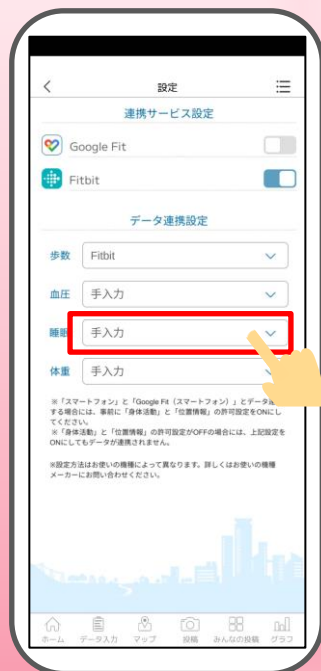 設定
連携サービス設定
Google Fit
Fitbit
データ連携設定
歩数 Fitbit
血圧 手入力
睡眠 手入力
体重 手入力
※「スマートフォン」と「Google Fit（スマートフォン）」とデータ連
する場合には、事前に「身体活動」と「位置情報」の許可設定をONにし
てください。
※「身体活動」と「位置情報」の許可設定がOFFの場合には、上記設定を
ONにしてもデータが連携されません。
※設定方法はお使いの機種によって異なります。詳しくはお使いの機種
メーカーにお問い合わせください。
ホーム データ入力 マップ 投稿 みんなの投稿 グラフ